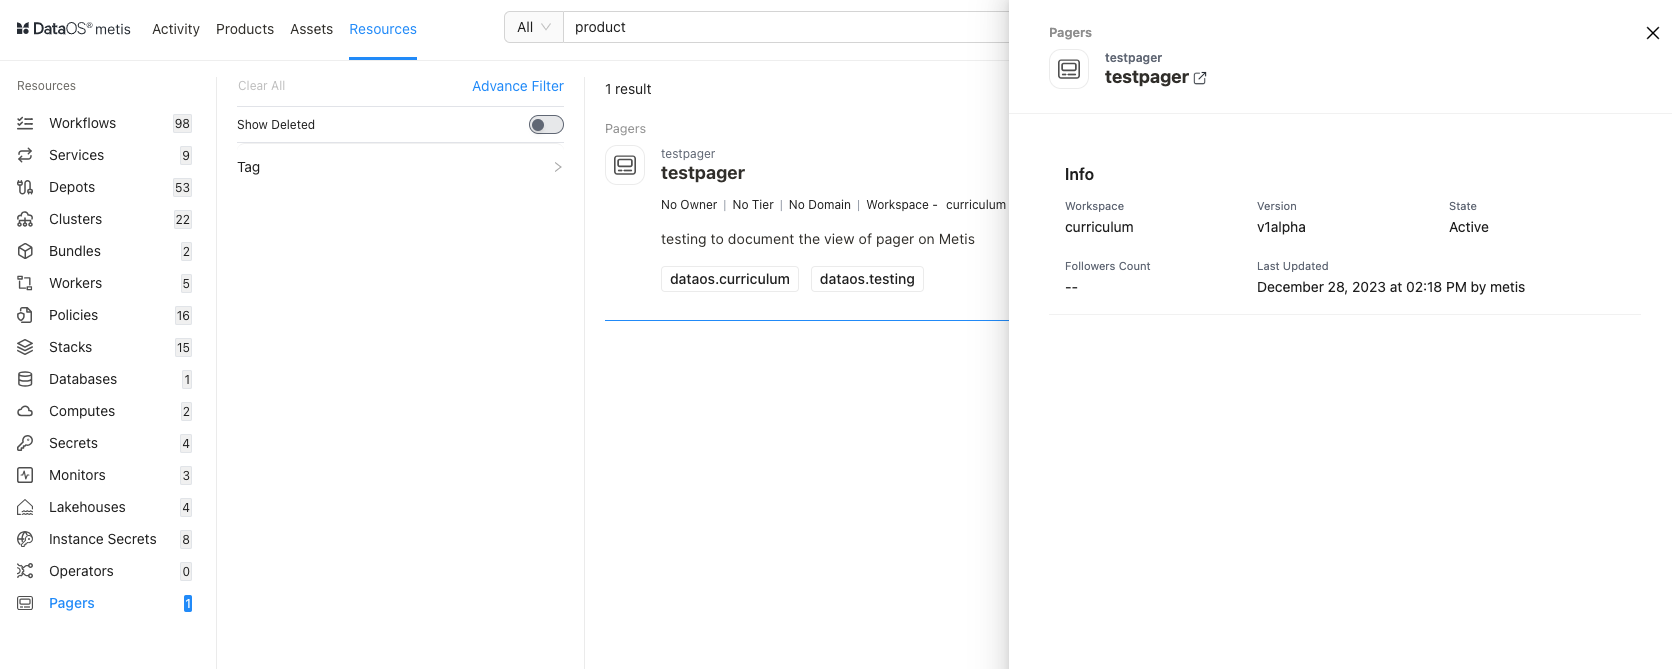 DataOS® metis
Activity
Products
Assets
Resources
All
product
Resources
Workflows 98
Services 9
Depots 53
Clusters 22
Bundles 2
Workers 5
Policies 16
Stacks 15
Databases 1
Computes 2
Secrets 4
Monitors 3
Lakehouses 4
Instance Secrets 8
Operators 0
Pagers 1
Clear All
Advance Filter
Show Deleted
Tag
1 result
Pagers
testpager
testpager
No Owner | No Tier | No Domain | Workspace - curriculum
testing to document the view of pager on Metis
dataos.curriculum
dataos.testing
Pagers
testpager
testpager
Info
Workspace
curriculum
Version
v1alpha
State
Active
Followers Count
--
Last Updated
December 28, 2023 at 02:18 PM by metis